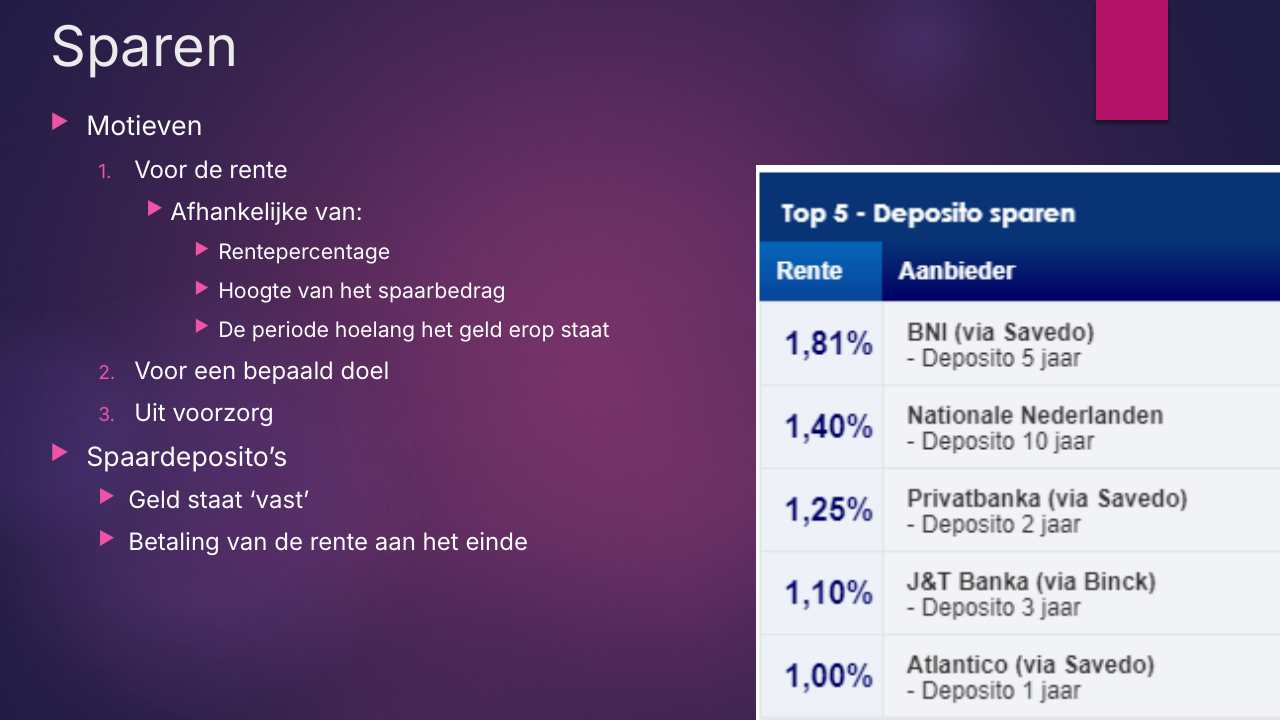 Sparen
Motieven
1. Voor de rente
Afhankelijke van:
Rentepercentage
Hoogte van het spaarbedrag
De periode hoelang het geld erop staat
2. Voor een bepaald doel
3. Uit voorzorg
Spaardeposito’s
Geld staat ‘vast’
Betaling van de rente aan het einde
Top 5 - Deposito sparen
Rente Aanbieder
1,81% BNI (via Savedo)
- Deposito 5 jaar
1,40% Nationale Nederlanden
- Deposito 10 jaar
1,25% Privatbanka (via Savedo)
- Deposito 2 jaar
1,10% J&T Banka (via Binck)
- Deposito 3 jaar
1,00% Atlantico (via Savedo)
- Deposito 1 jaar